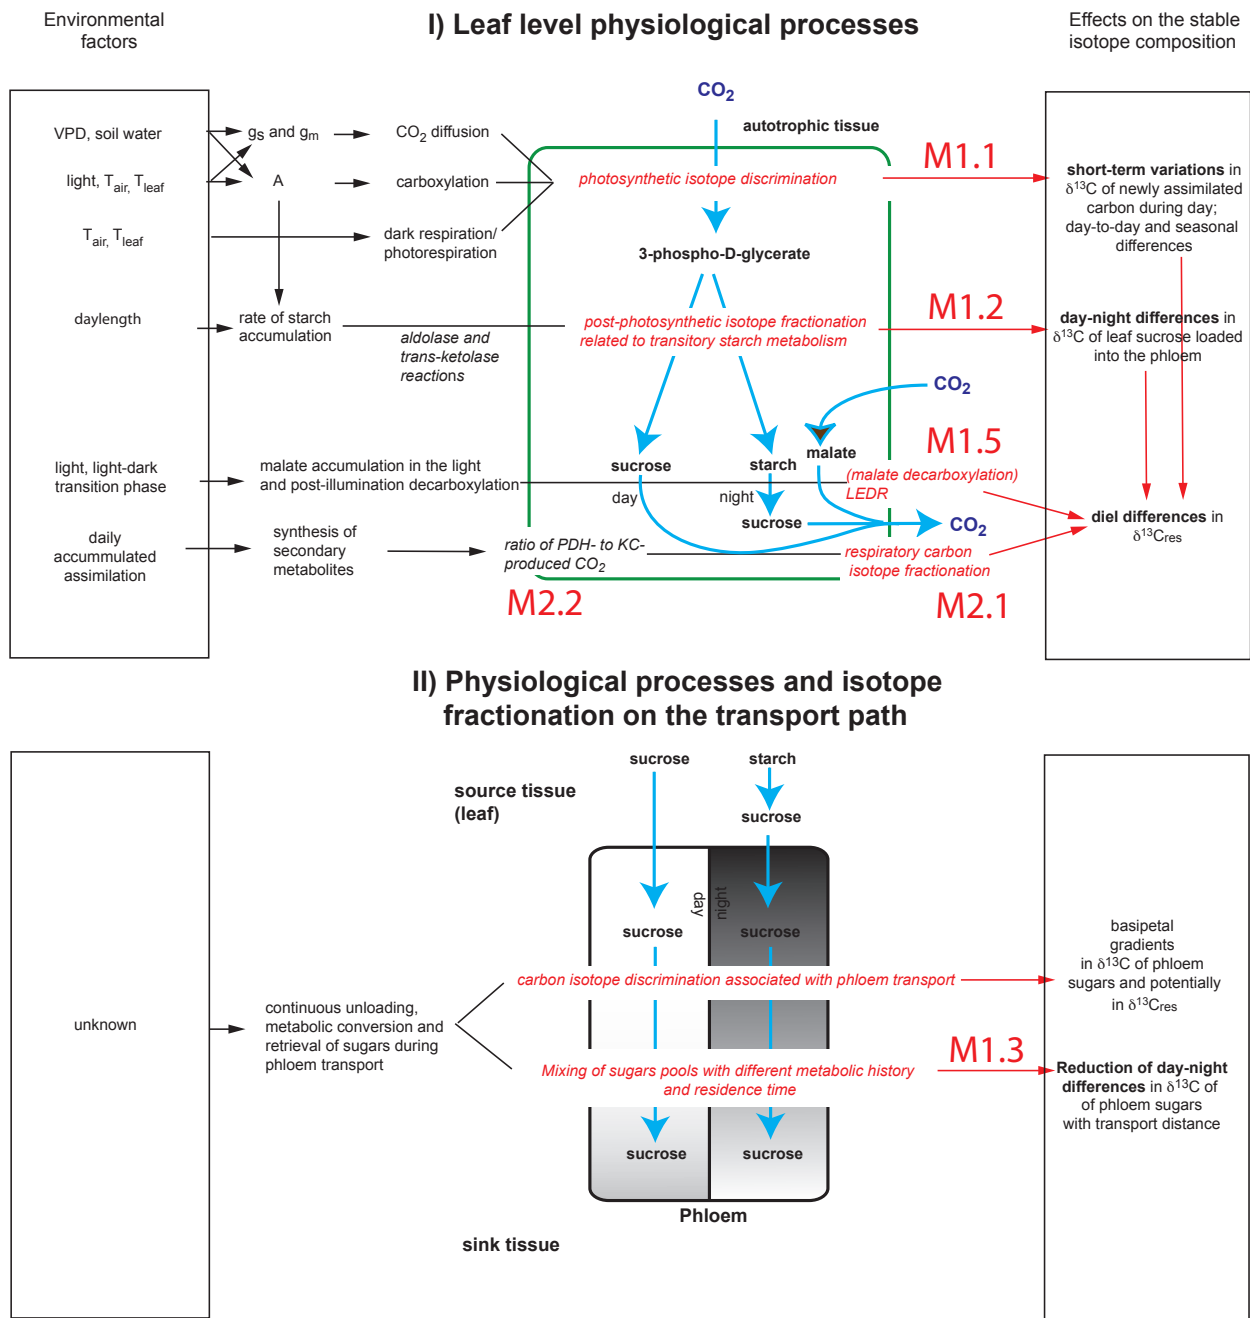 Environmental
factors
I) Leaf level physiological processes
Effects on the stable
isotope composition
VPD, soil water
gs and gm
CO2 diffusion
CO2
autotrophic tissue
light, Tair, Tleaf
A
carboxylation
photosynthetic isotope discrimination
M1.1
short-term variations in
δ13C of newly assimilated
carbon during day;
day-to-day and seasonal
differences
Tair, Tleaf
dark respiration/
photorespiration
3-phospho-D-glycerate
daylength
rate of starch
accumulation
aldolase and
trans-ketolase
reactions
post-photosynthetic isotope fractionation
related to transitory starch metabolism
M1.2
day-night differences in
δ13C of leaf sucrose loaded
into the phloem
CO2
M1.5
light, light-dark
transition phase
malate accumulation in the light
and post-illumination decarboxylation
sucrose
starch
malate
(malate decarboxylation)
LEDR
day
night
sucrose
CO2
diel differences in
δ13Cres
daily
accummulated
assimilation
synthesis of
secondary
metabolites
ratio of PDH- to KC-
produced CO2
respiratory carbon
isotope fractionation
M2.2
M2.1
II) Physiological processes and isotope
fractionation on the transport path
sucrose
starch
source tissue
(leaf)
sucrose
day
night
sucrose
sucrose
unknown
continuous unloading,
metabolic conversion and
retrieval of sugars during
phloem transport
carbon isotope discrimination associated with phloem transport
basipetal
gradients
in δ13C of phloem
sugars and potentially
in δ13Cres
Mixing of sugars pools with different metabolic history
and residence time
M1.3
Reduction of day-night
differences in δ13C of
of phloem sugars
with transport distance
sucrose
sucrose
Phloem
sink tissue